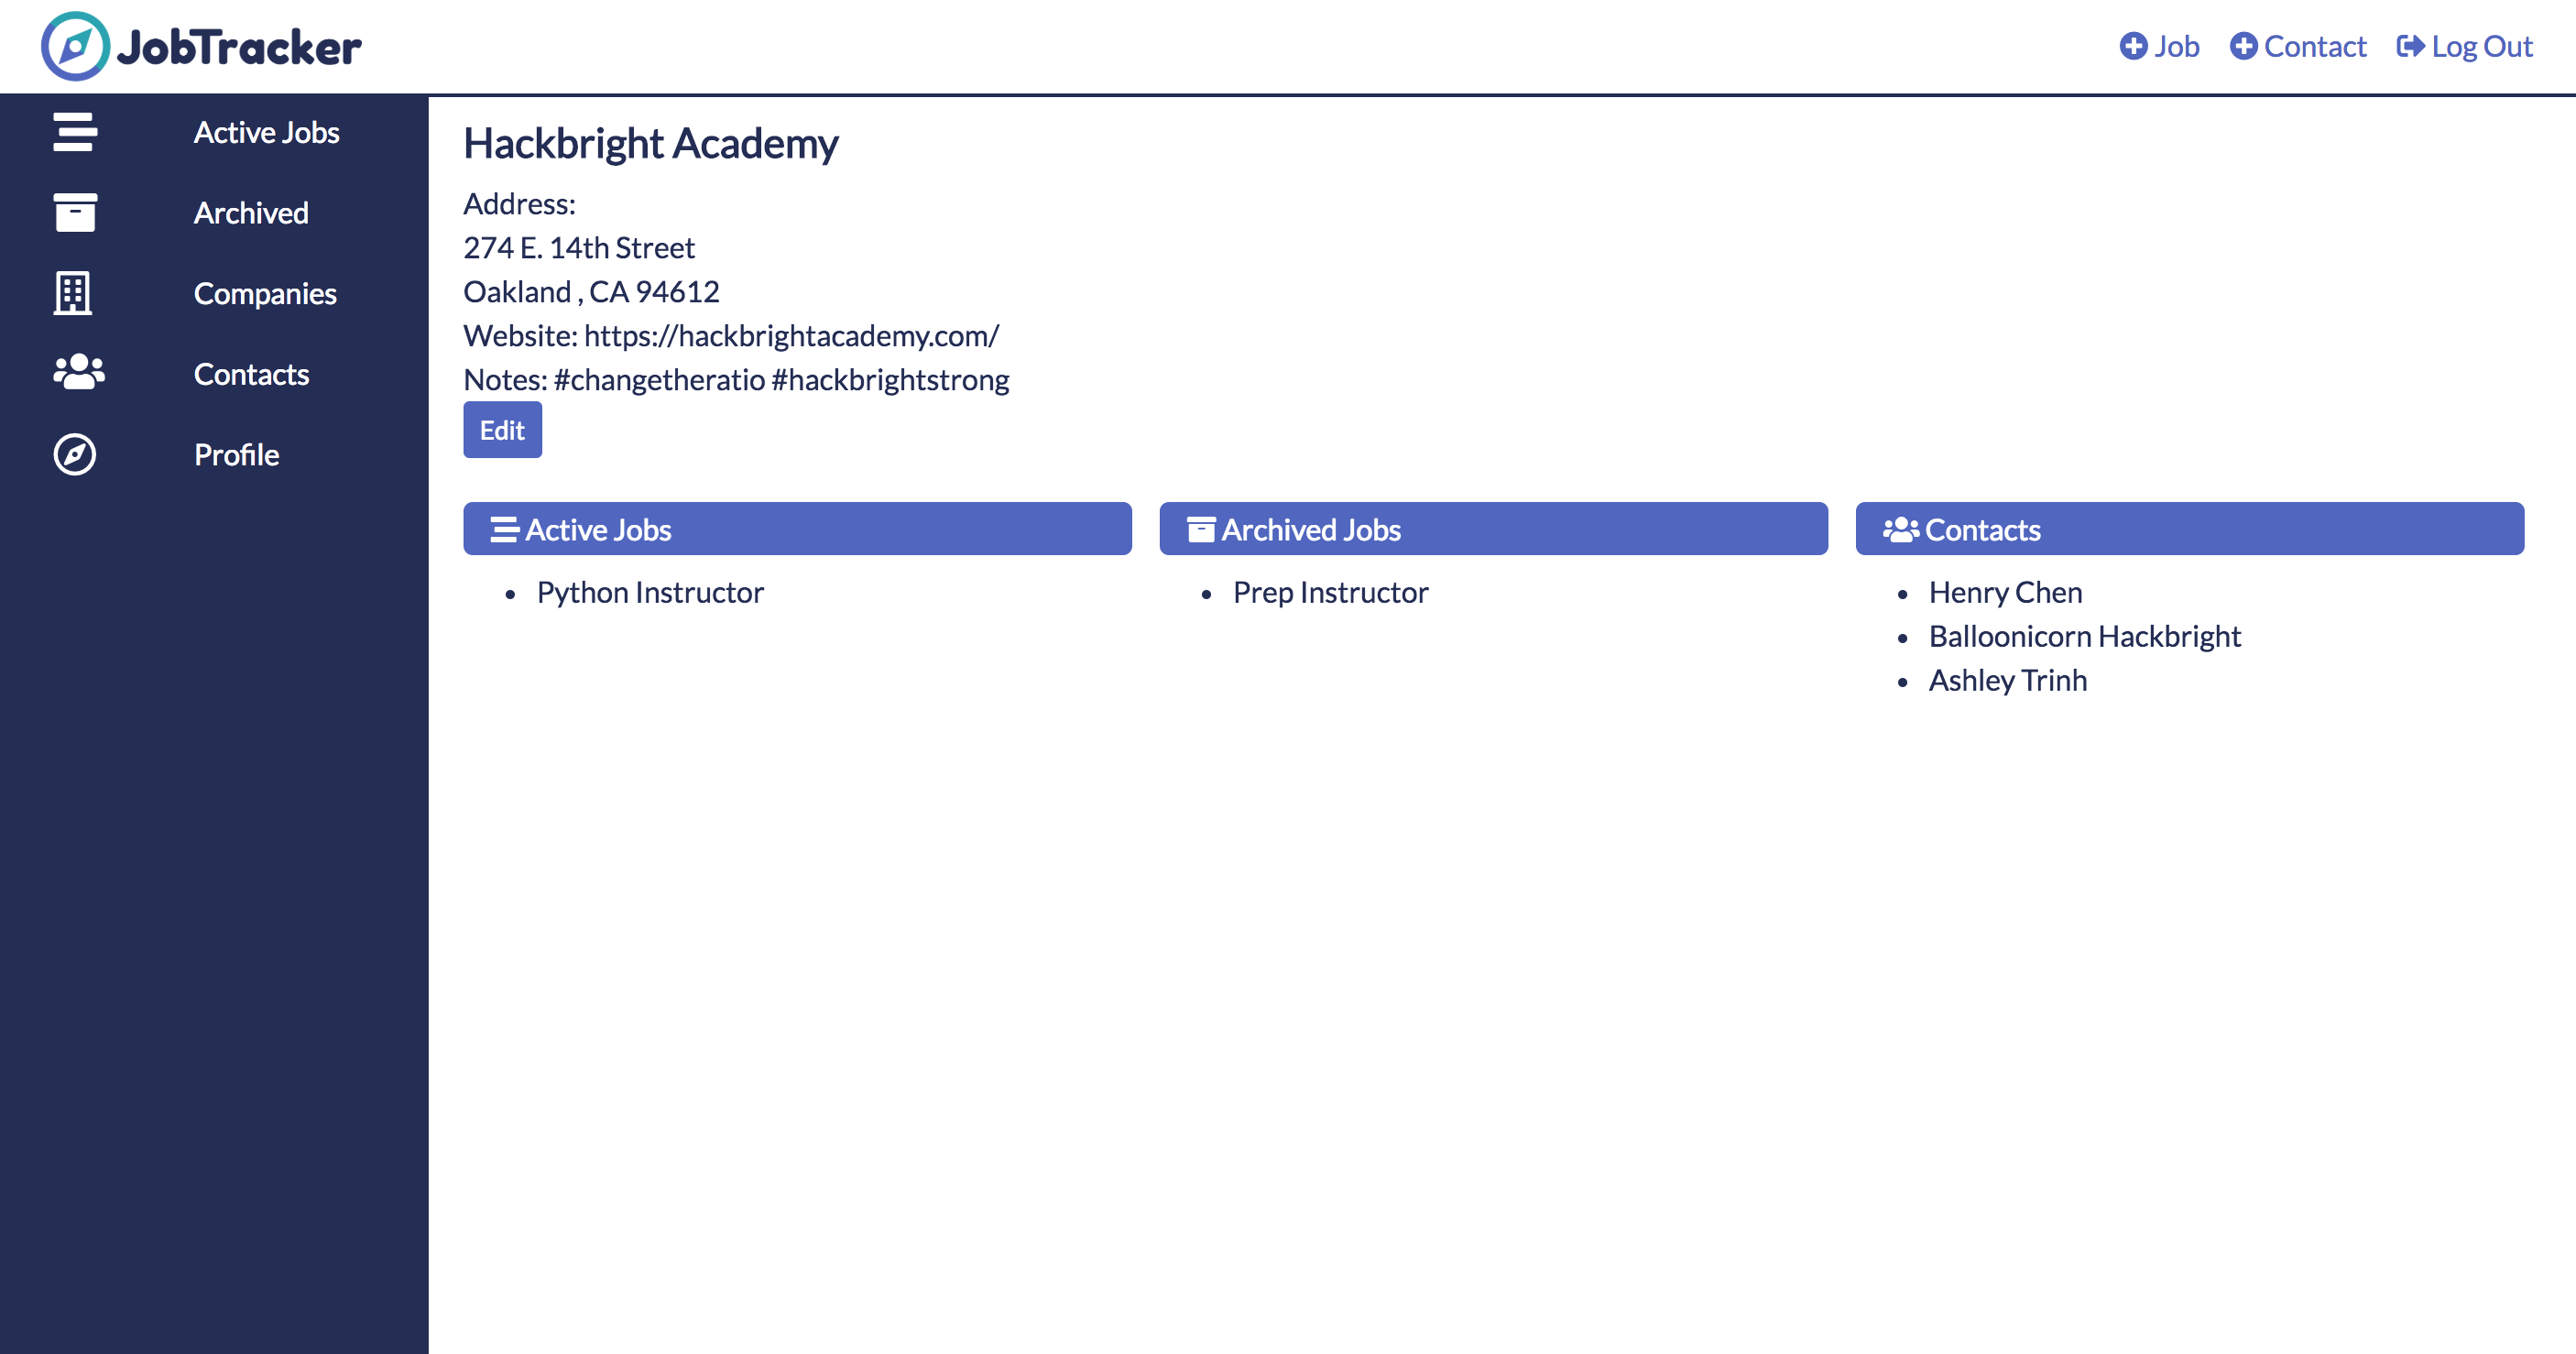 JobTracker
Job
Contact
Log Out
Active Jobs
Archived
Companies
Contacts
Profile
Hackbright Academy
Address:
274 E. 14th Street
Oakland , CA 94612
Website: https://hackbrightacademy.com/
Notes: #changetheratio #hackbrightstrong
Edit
Active Jobs
Python Instructor
Archived Jobs
Prep Instructor
Contacts
Henry Chen
Balloonicorn Hackbright
Ashley Trinh